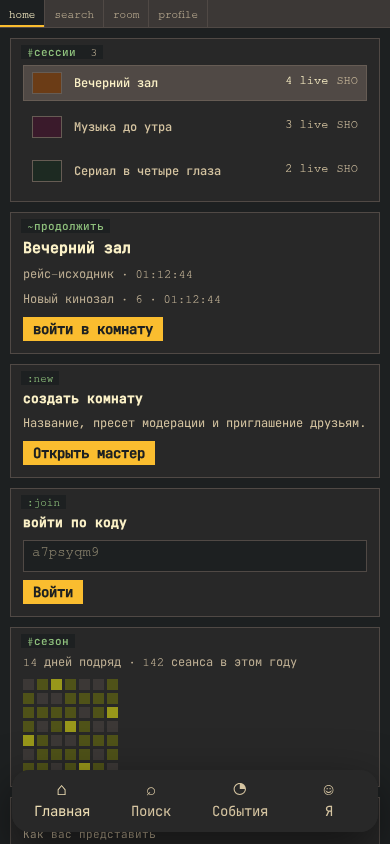 home search room profile
#сессии 3
Вечерний зал 4 live SHO
Музыка до утра 3 live SHO
Сериал в четыре глаза 2 live SHO
~продолжить
Вечерний зал
рейс-исходник · 01:12:44
Новый кинозал · 6 · 01:12:44
войти в комнату
:new
создать комнату
Название, пресет модерации и приглашение друзьям.
Открыть мастер
:join
войти по коду
a7psyqm9
Войти
#сезон
14 дней подряд · 142 сеанса в этом году
Главная Поиск События Я
Как вас представить